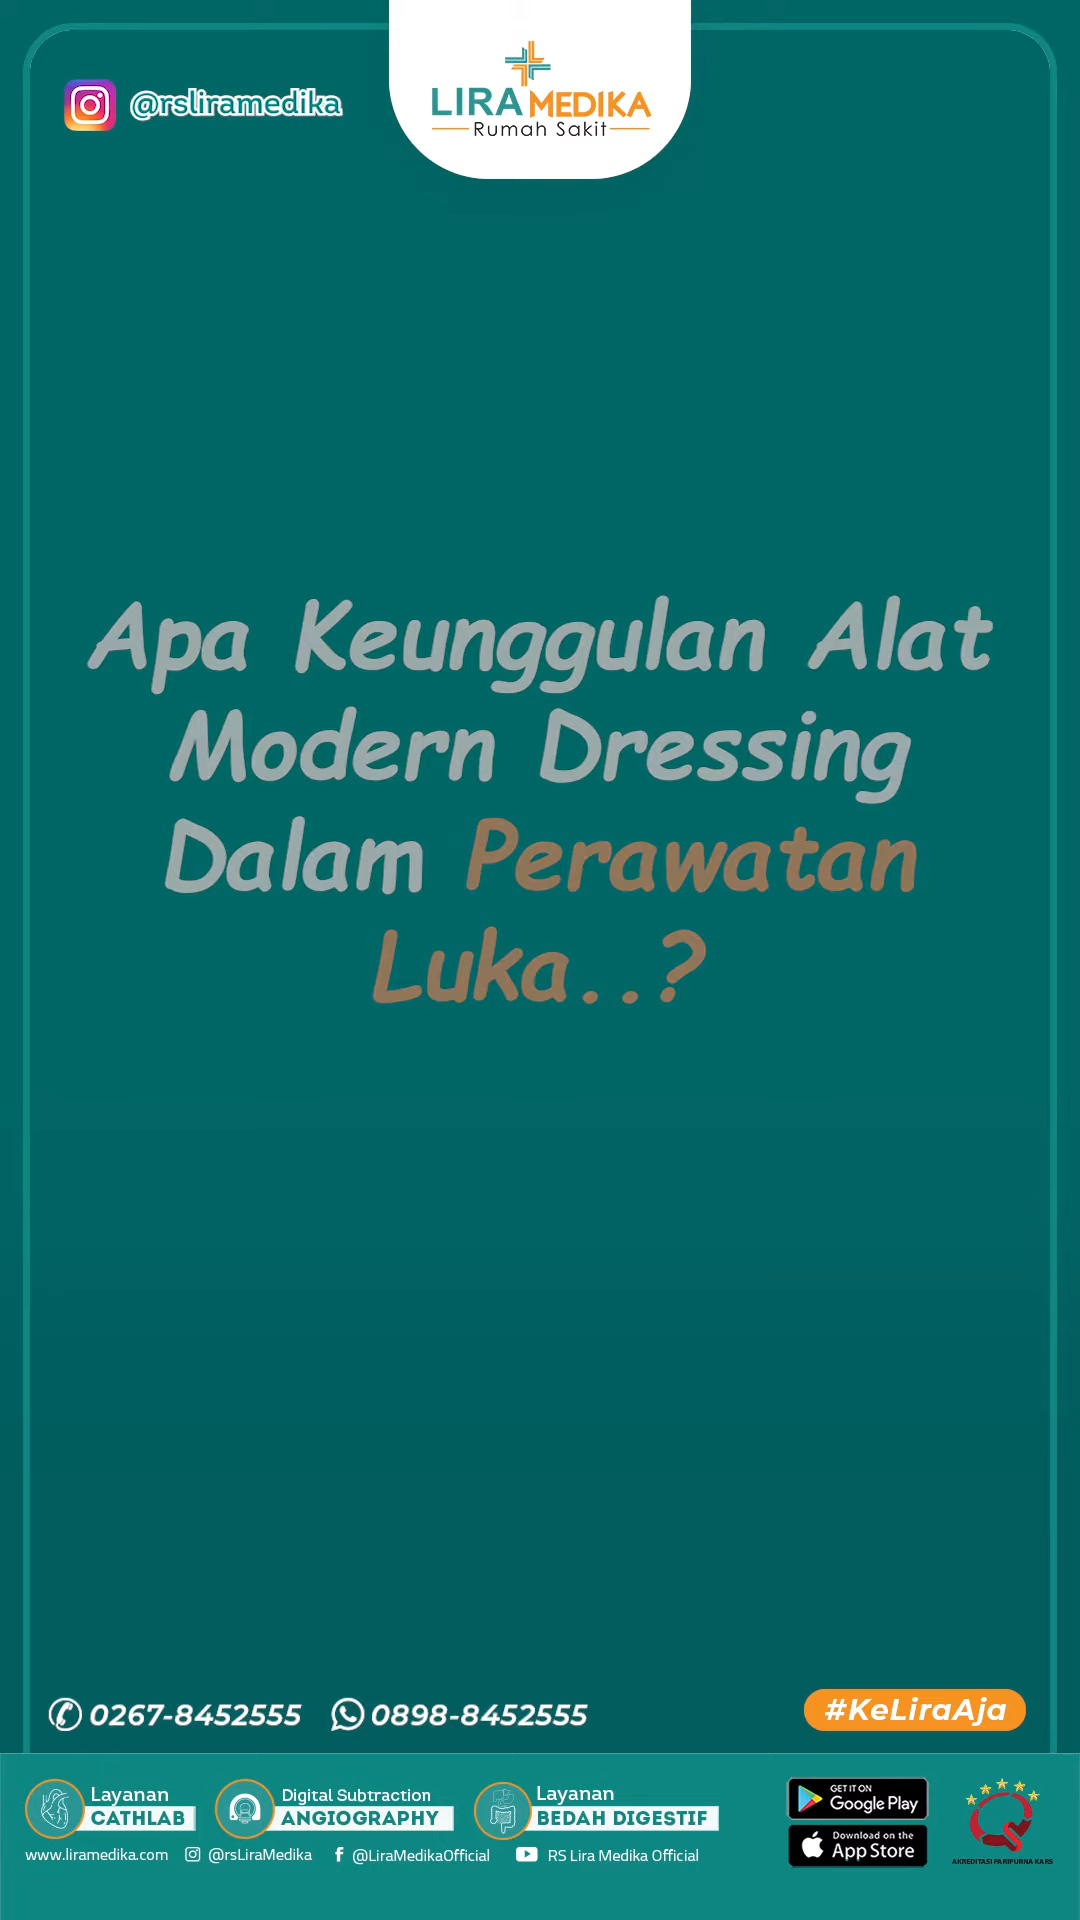 @rsliramedika
LIRA MEDIKA
Rumah Sakit
Apa Keunggulan Alat
Modern Dressing
Dalam Perawatan
Luka..?
0267-8452555
0898-8452555
#KeLiraAja
Layanan
CATHLAB
Digital Subtraction
ANGIOGRAPHY
Layanan
BEDAH DIGESTIF
www.liramedika.com
@rsLiraMedika
@LiraMedikaOfficial
RS Lira Medika Official
GET IT ON
Google Play
Download on the
App Store
AKREDITASI PARIPURNA KARS